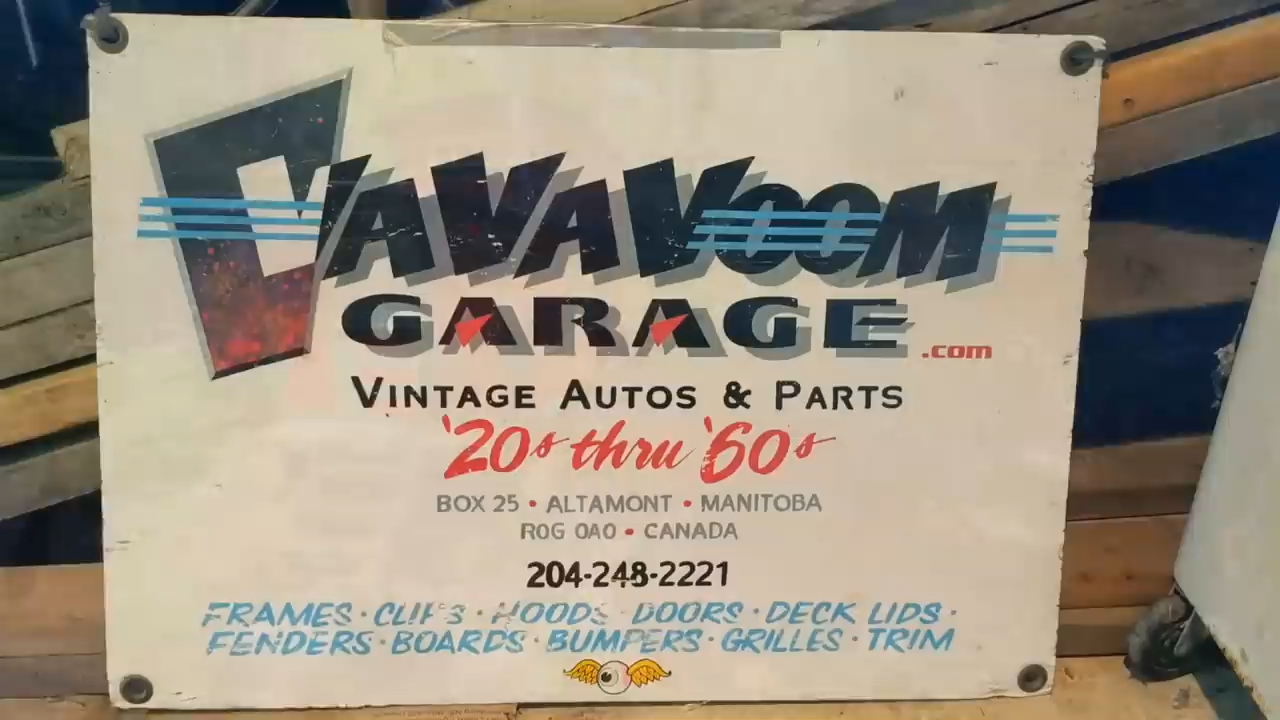 VAVAVOOM
GARAGE.com
VINTAGE AUTOS & PARTS
'20s thru '60s
BOX 25 • ALTAMONT • MANITOBA
R0G 0A0 • CANADA
204-248-2221
FRAMES · CLIPS · HOODS · DOORS · DECK LIDS ·
FENDERS · BOARDS · BUMPERS · GRILLES · TRIM